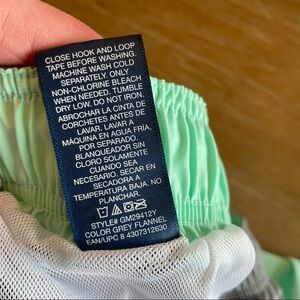 CLOSE HOOK AND LOOP
TAPE BEFORE WASHING.
MACHINE WASH COLD
SEPARATELY. ONLY
NON-CHLORINE BLEACH
WHEN NEEDED. TUMBLE
DRY LOW. DO NOT IRON.
ABROCHAR LA CINTA DE
CORCHETES ANTES DE
LAVAR. LAVAR A
MÁQUINA EN AGUA FRÍA,
POR SEPARADO.
BLANQUEADOR SIN
CLORO SOLAMENTE
CUANDO SEA
NECESARIO. SECAR EN
SECADORA A
TEMPERATURA BAJA. NO
PLANCHAR.
STYLE# GM29412Y
COLOR GREY FLANNEL
EAN/UPC 8 4307312630